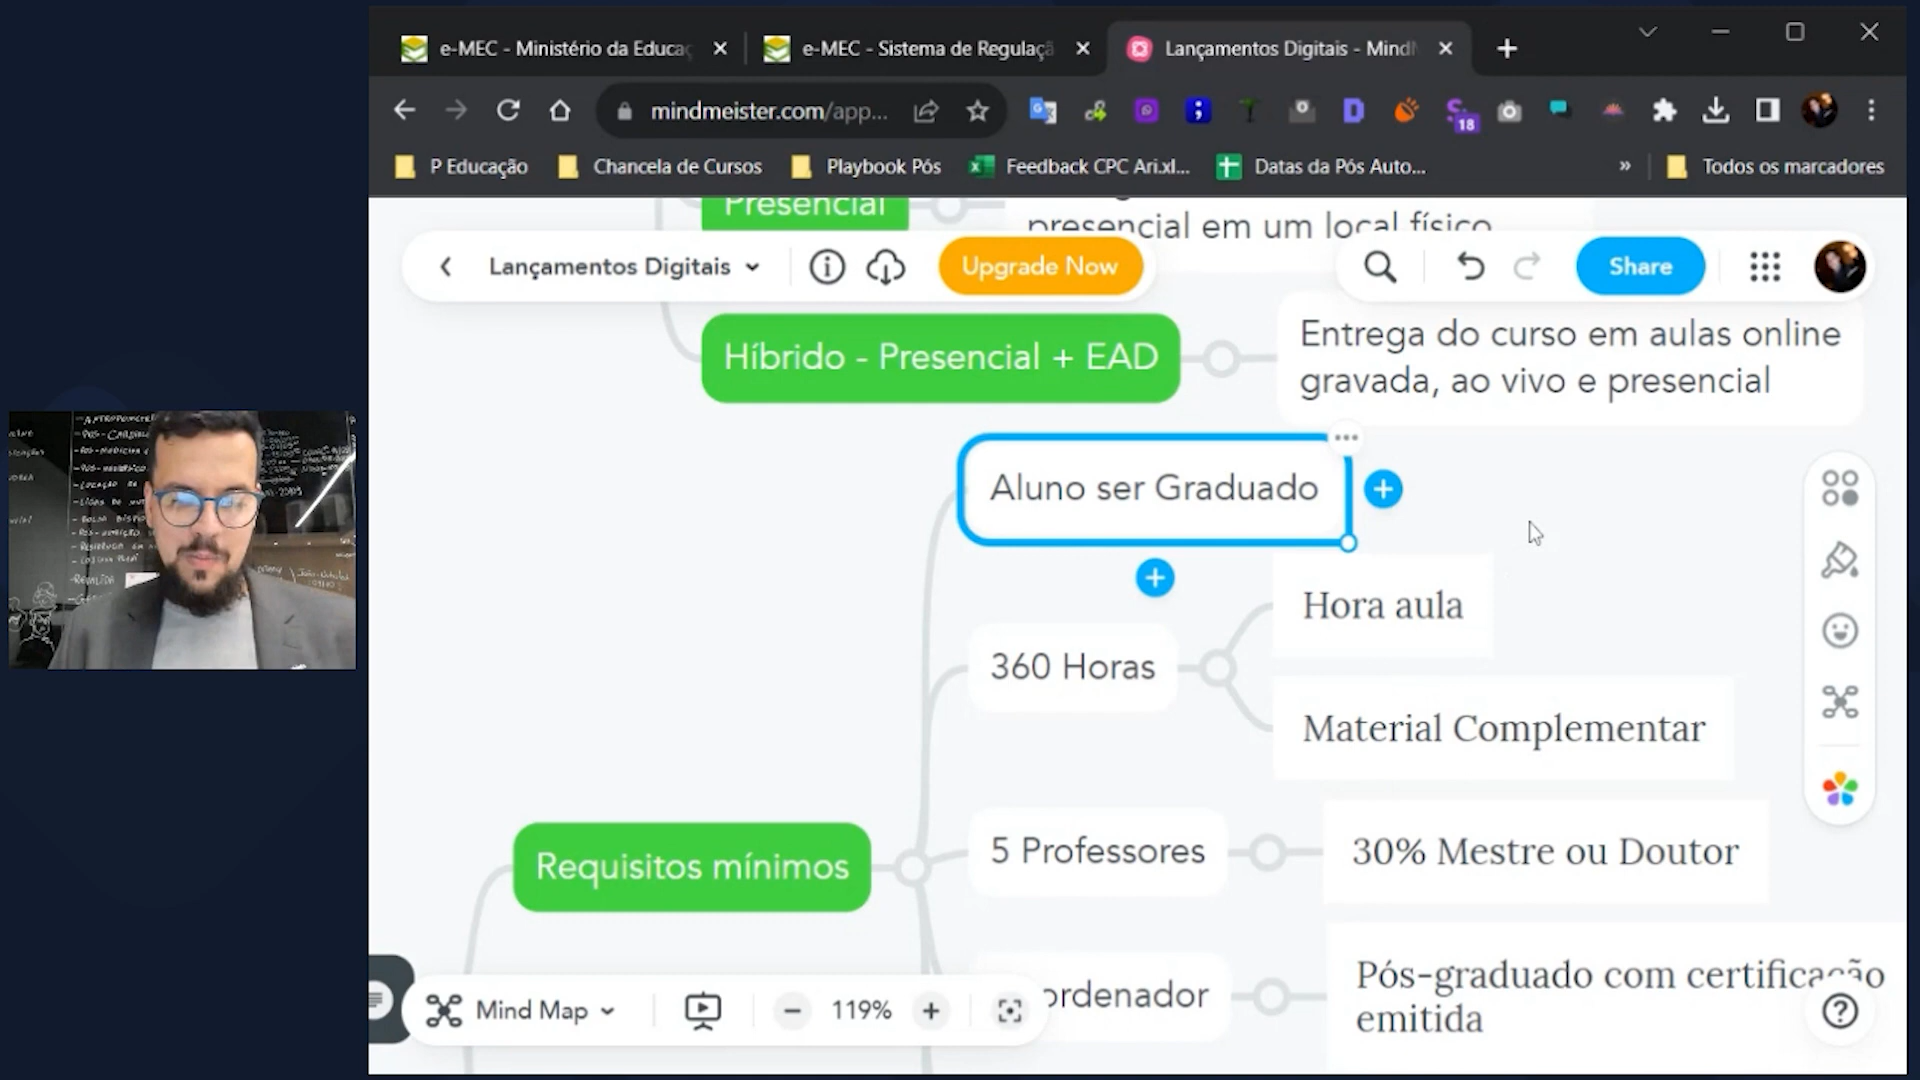 e-MEC - Ministério da Educaç
e-MEC - Sistema de Regulaçã
Lançamentos Digitais - Mind
mindmeister.com/app...
18
P Educação
Chancela de Cursos
Playbook Pós
Feedback CPC Ari.xl...
Datas da Pós Auto...
»
Todos os marcadores
Presencial
presencial em um local físico
Lançamentos Digitais
Upgrade Now
Share
Híbrido - Presencial + EAD
Entrega do curso em aulas online
gravada, ao vivo e presencial
Aluno ser Graduado
360 Horas
Hora aula
Material Complementar
5 Professores
30% Mestre ou Doutor
Requisitos mínimos
ordenador
Pós-graduado com certificação
emitida
Mind Map
119%